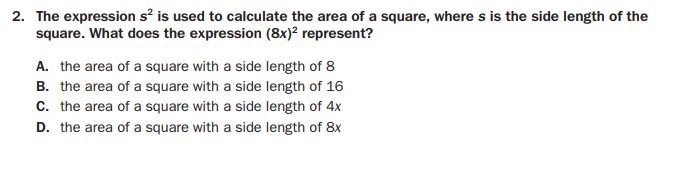 2. The expression s² is used to calculate the area of a square, where s is the side length of the
square. What does the expression (8x)² represent?
A. the area of a square with a side length of 8
B. the area of a square with a side length of 16
C. the area of a square with a side length of 4x
D. the area of a square with a side length of 8x